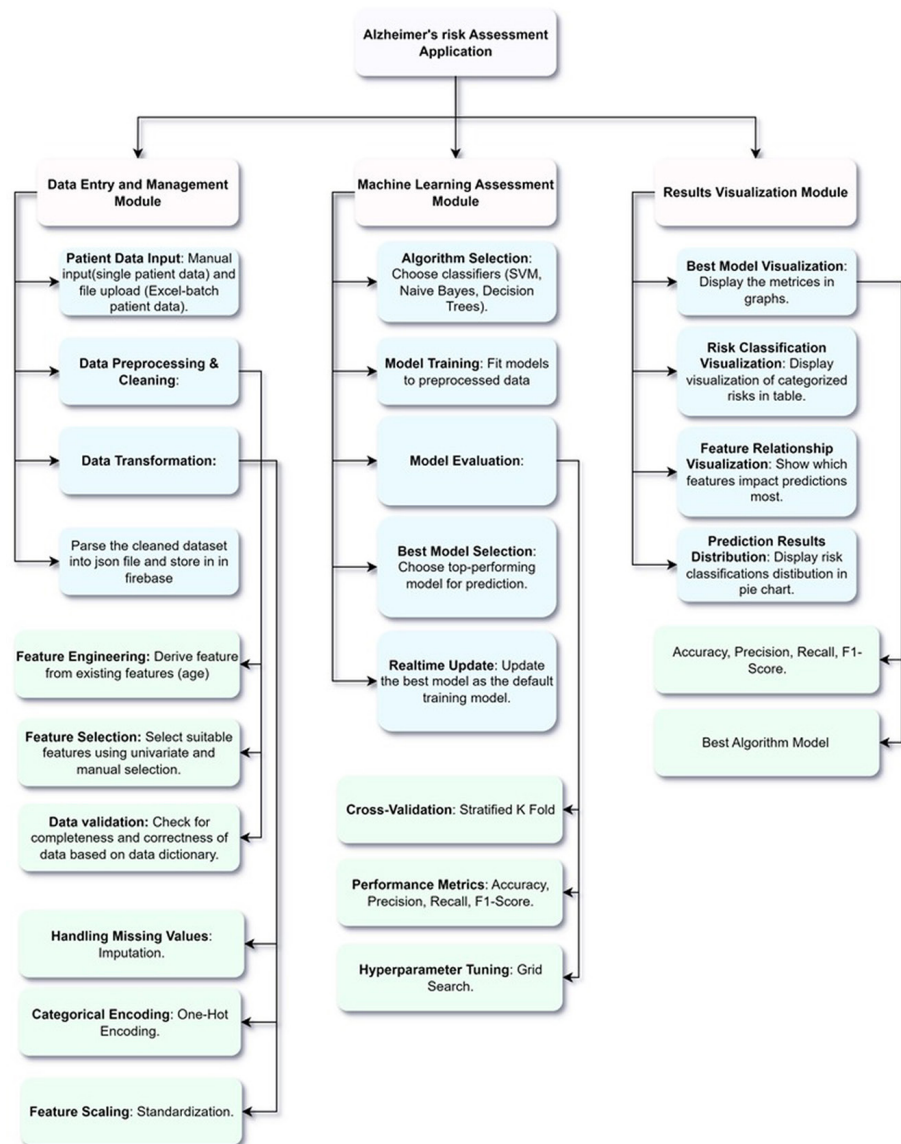 Alzheimer's risk Assessment
Application
Data Entry and Management
Module
Patient Data Input: Manual
input(single patient data) and
file upload (Excel-batch
patient data).
Data Preprocessing &
Cleaning:
Data Transformation:
Parse the cleaned dataset
into json file and store in in
firebase
Feature Engineering: Derive feature
from existing features (age)
Feature Selection: Select suitable
features using univariate and
manual selection.
Data validation: Check for
completeness and correctness of
data based on data dictionary.
Handling Missing Values:
Imputation.
Categorical Encoding: One-Hot
Encoding.
Feature Scaling: Standardization.
Machine Learning Assessment
Module
Algorithm Selection:
Choose classifiers (SVM,
Naive Bayes, Decision
Trees).
Model Training: Fit models
to preprocessed data
Model Evaluation:
Best Model Selection:
Choose top-performing
model for prediction.
Realtime Update: Update
the best model as the default
training model.
Cross-Validation: Stratified K Fold
Performance Metrics: Accuracy,
Precision, Recall, F1-Score.
Hyperparameter Tuning: Grid
Search.
Results Visualization Module
Best Model Visualization:
Display the metrices in
graphs.
Risk Classification
Visualization: Display
visualization of categorized
risks in table.
Feature Relationship
Visualization: Show which
features impact predictions
most.
Prediction Results
Distribution: Display risk
classifications distibution in
pie chart.
Accuracy, Precision, Recall, F1-
Score.
Best Algorithm Model